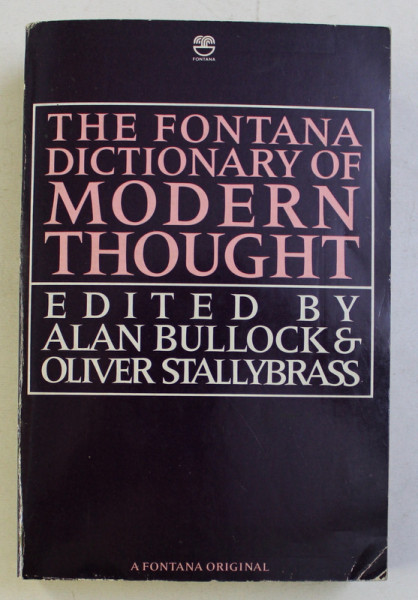 FONTANA
THE FONTANA
DICTIONARY OF
MODERN
THOUGHT
EDITED BY
ALAN BULLOCK &
OLIVER STALLYBRASS
A FONTANA ORIGINAL